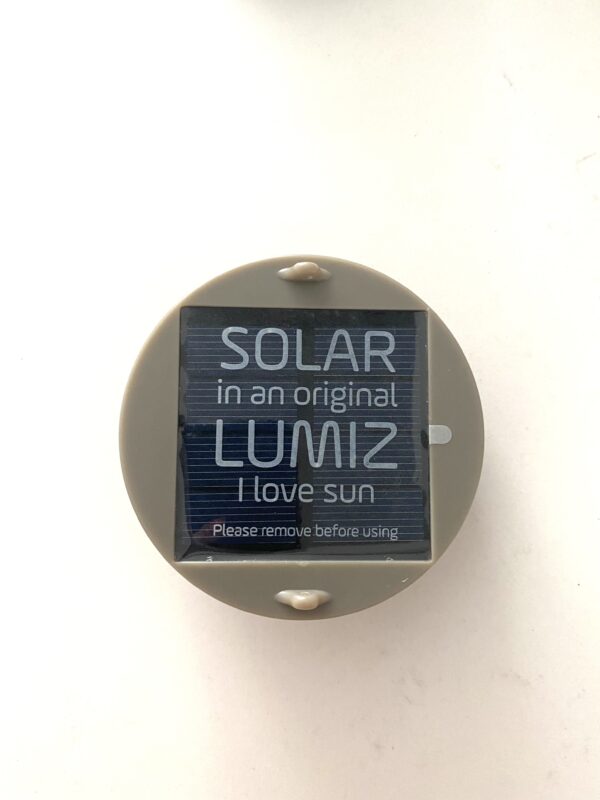 SOLAR
in an original
LUMIZ
I love sun
Please remove before using